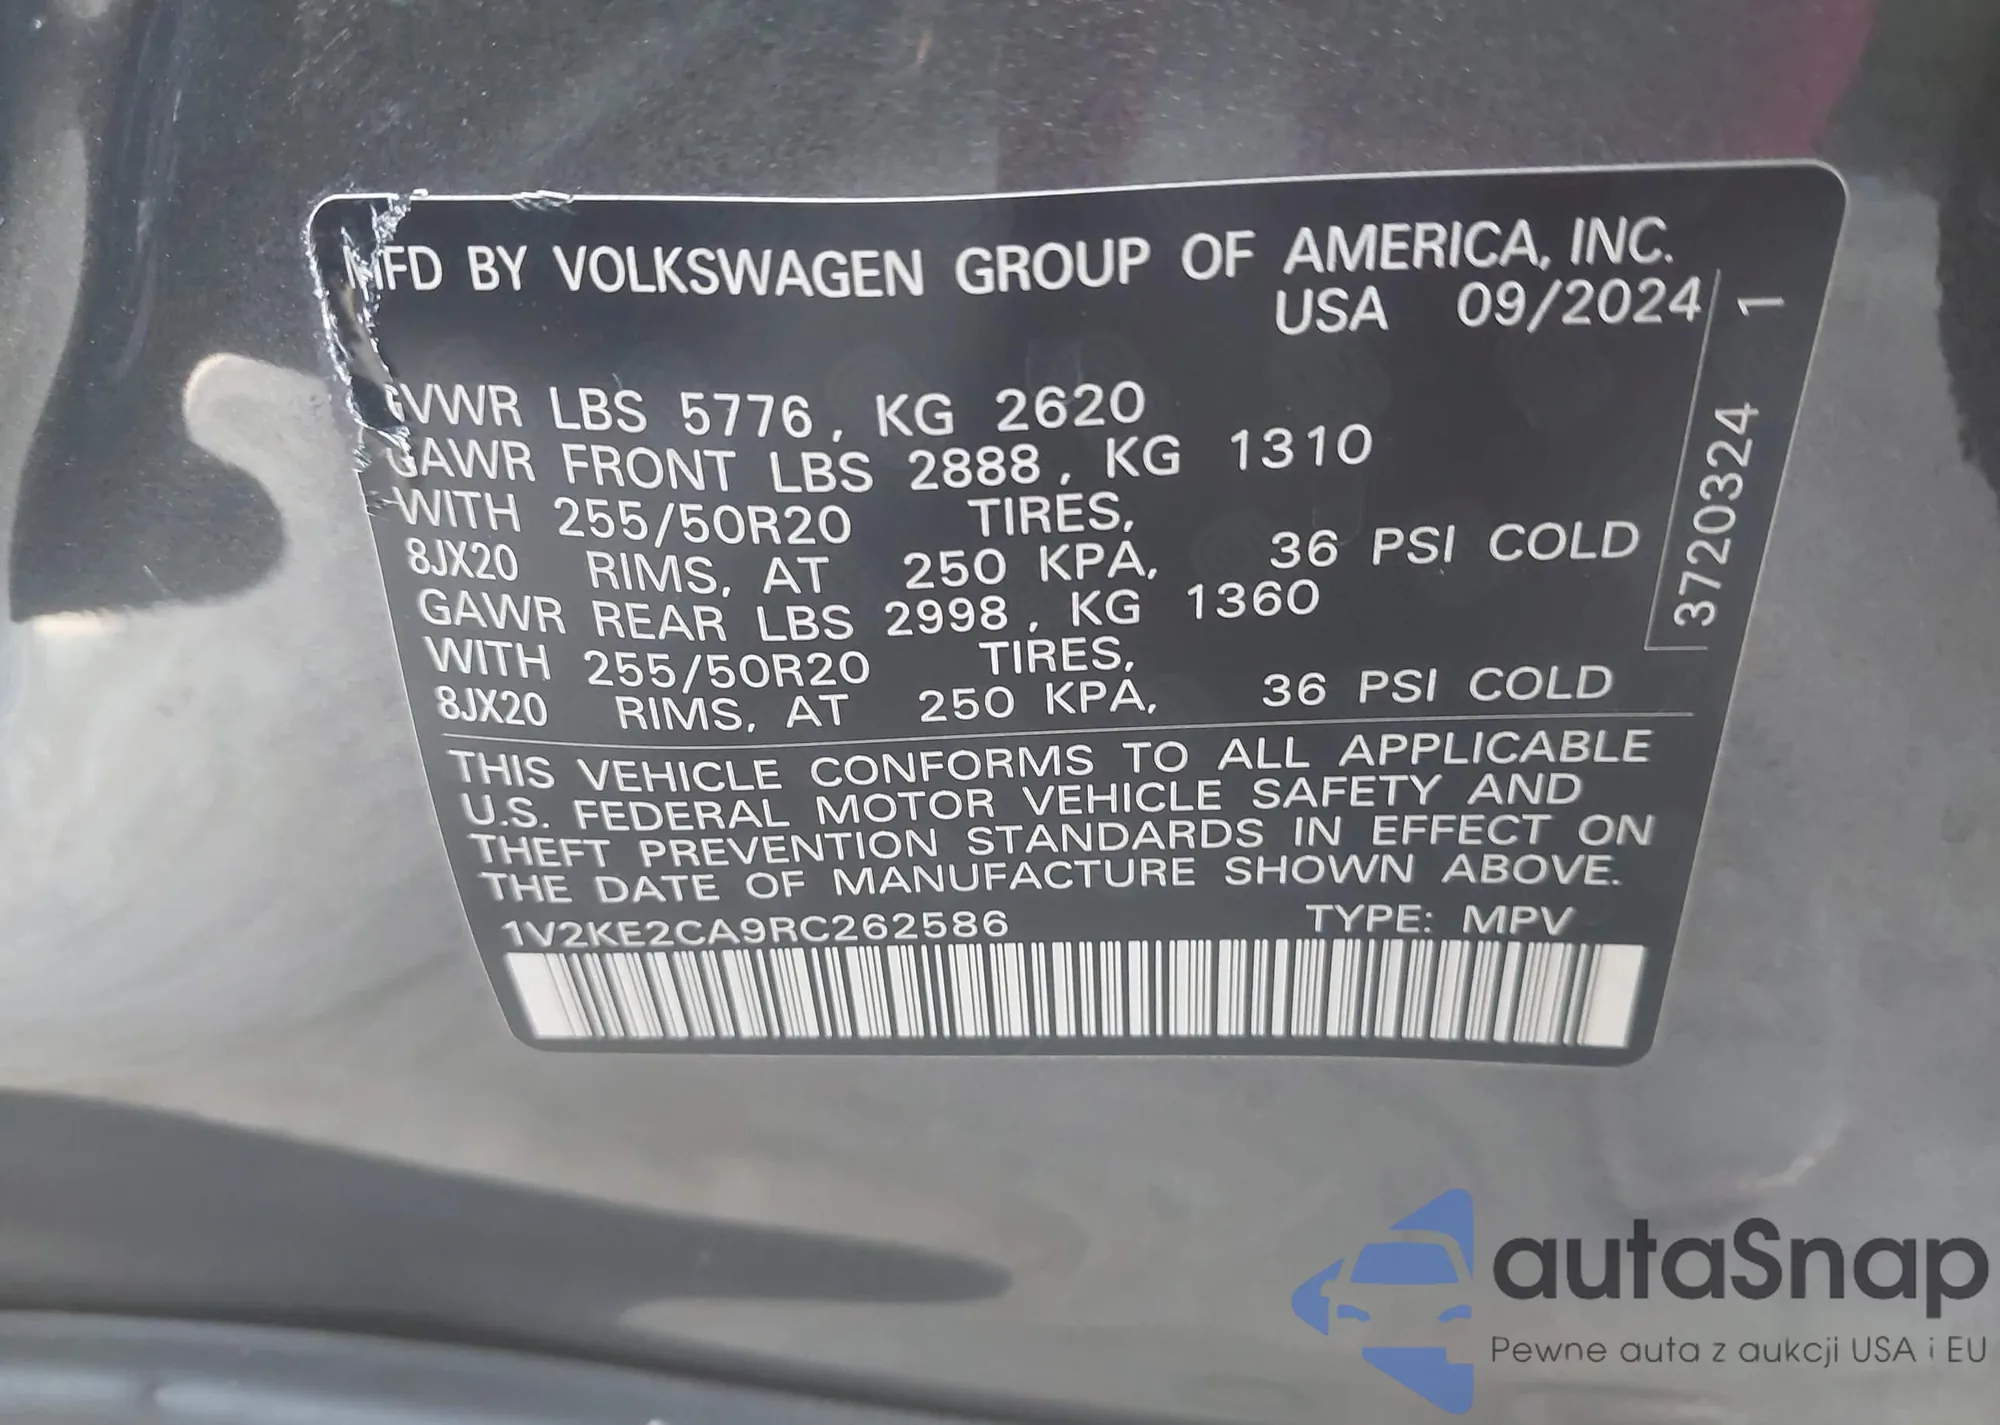 MFD BY VOLKSWAGEN GROUP OF AMERICA, INC.
USA 09/2024
GVWR LBS 5776, KG 2620
GAWR FRONT LBS 2888, KG 1310
WITH 255/50R20 TIRES,
8JX20 RIMS, AT 250 KPA, 36 PSI COLD
GAWR REAR LBS 2998, KG 1360
WITH 255/50R20 TIRES,
8JX20 RIMS, AT 250 KPA, 36 PSI COLD
3720324 1
THIS VEHICLE CONFORMS TO ALL APPLICABLE
U.S. FEDERAL MOTOR VEHICLE SAFETY AND
THEFT PREVENTION STANDARDS IN EFFECT ON
THE DATE OF MANUFACTURE SHOWN ABOVE.
1V2KE2CA9RC262586 TYPE: MPV
autaSnap
Pewne auta z aukcji USA i EU